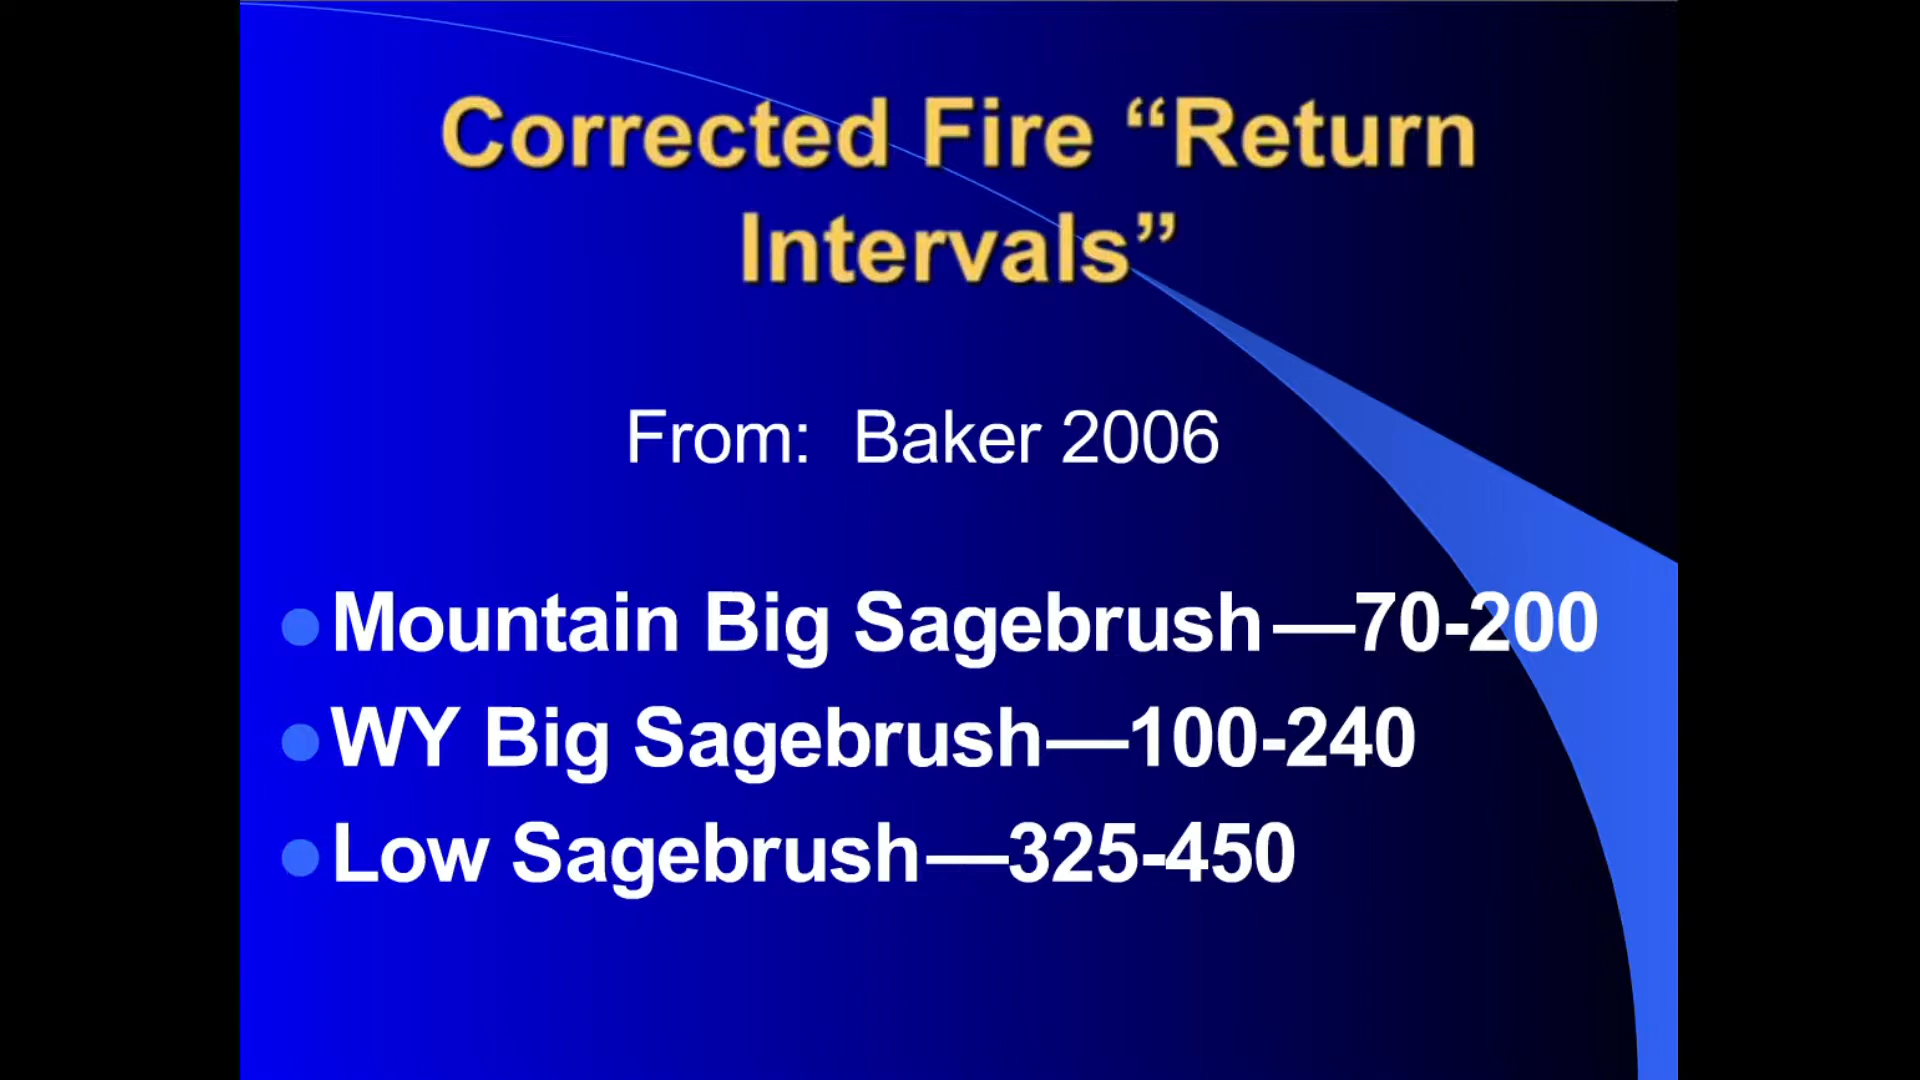 Corrected Fire “Return
Intervals”
From: Baker 2006
Mountain Big Sagebrush—70-200
WY Big Sagebrush—100-240
Low Sagebrush—325-450